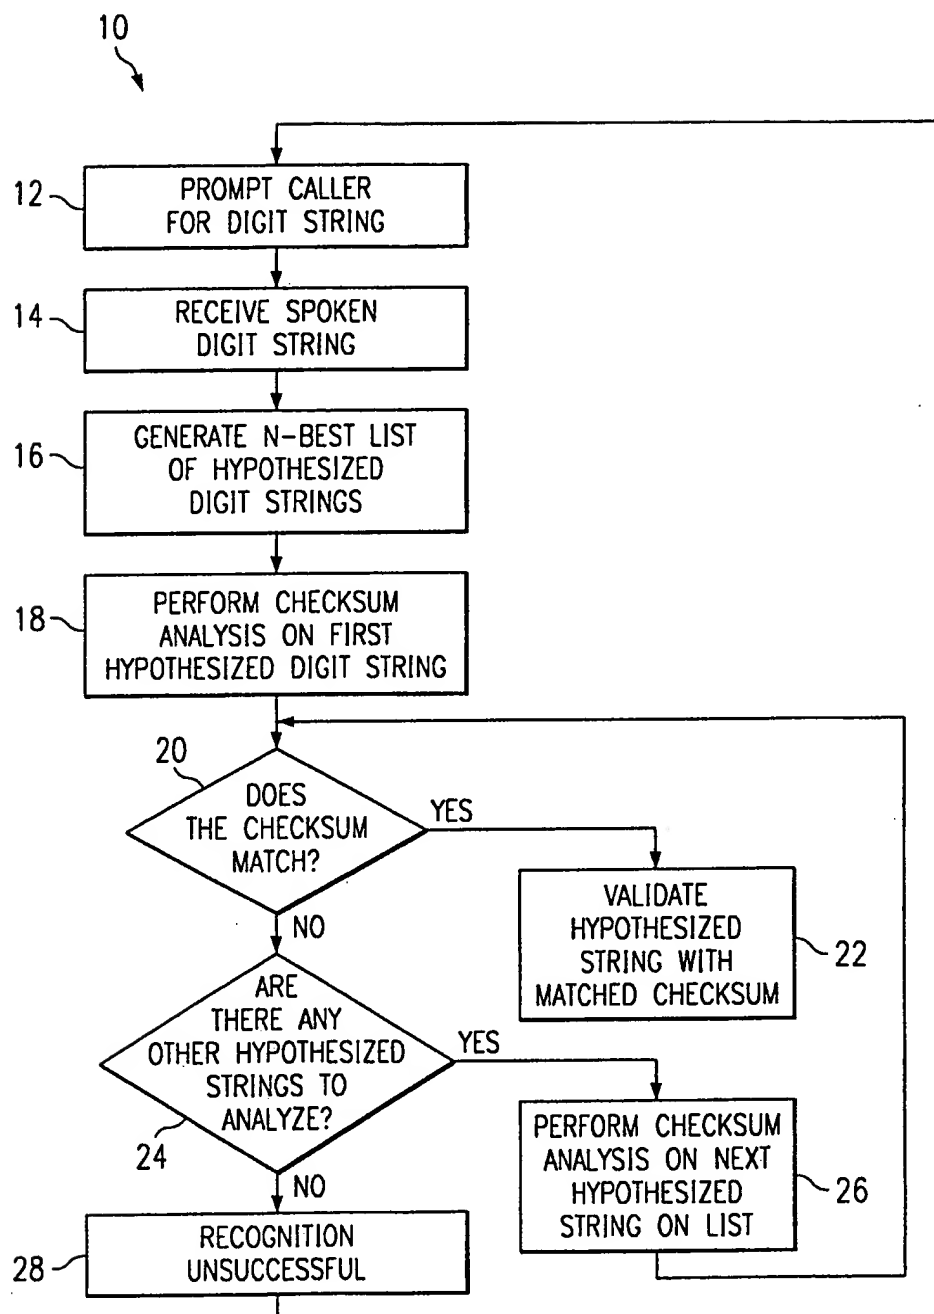 10
12
PROMPT CALLER
FOR DIGIT STRING
14
RECEIVE SPOKEN
DIGIT STRING
16
GENERATE N-BEST LIST
OF HYPOTHESIZED
DIGIT STRINGS
18
PERFORM CHECKSUM
ANALYSIS ON FIRST
HYPOTHESIZED DIGIT STRING
20
DOES
THE CHECKSUM
MATCH?
YES
NO
VALIDATE
HYPOTHESIZED
STRING WITH
MATCHED CHECKSUM
22
ARE
THERE ANY
OTHER HYPOTHESIZED
STRINGS TO
ANALYZE?
24
YES
NO
PERFORM CHECKSUM
ANALYSIS ON NEXT
HYPOTHESIZED
STRING ON LIST
26
RECOGNITION
UNSUCCESSFUL
28